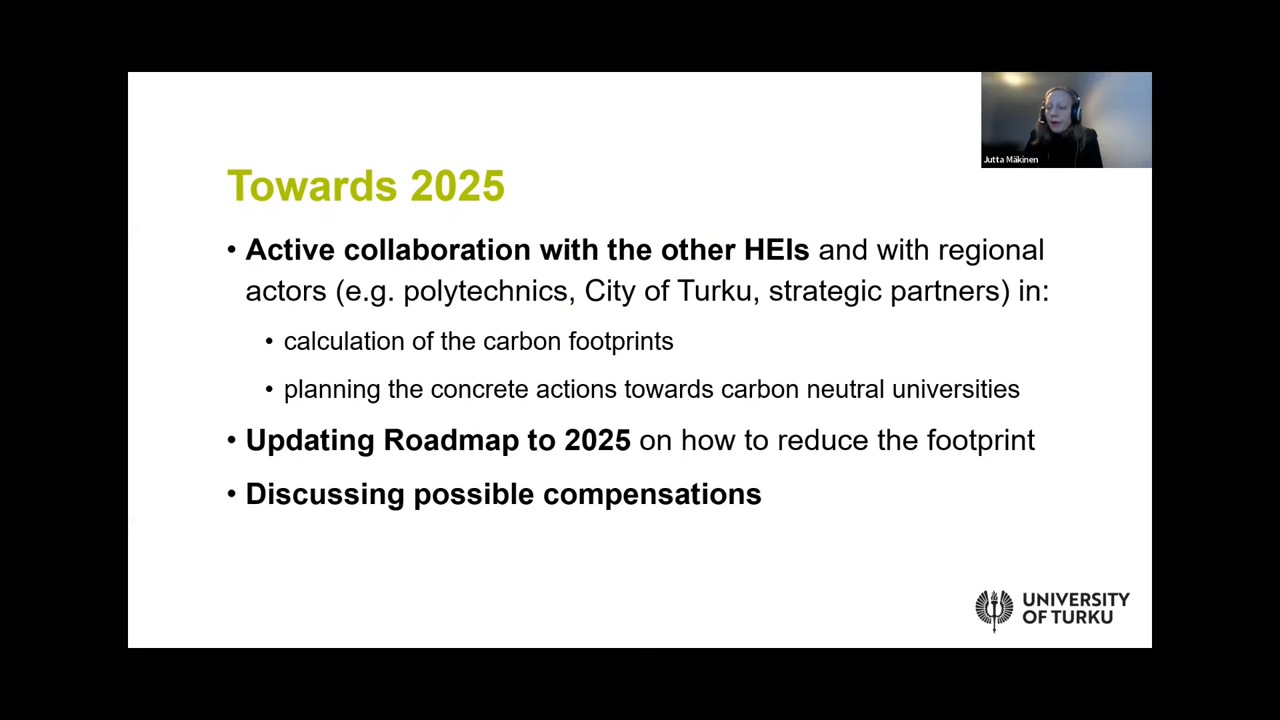 Jutta Mäkinen
Towards 2025
• Active collaboration with the other HEIs and with regional
actors (e.g. polytechnics, City of Turku, strategic partners) in:
• calculation of the carbon footprints
• planning the concrete actions towards carbon neutral universities
• Updating Roadmap to 2025 on how to reduce the footprint
• Discussing possible compensations
UNIVERSITY
OF TURKU